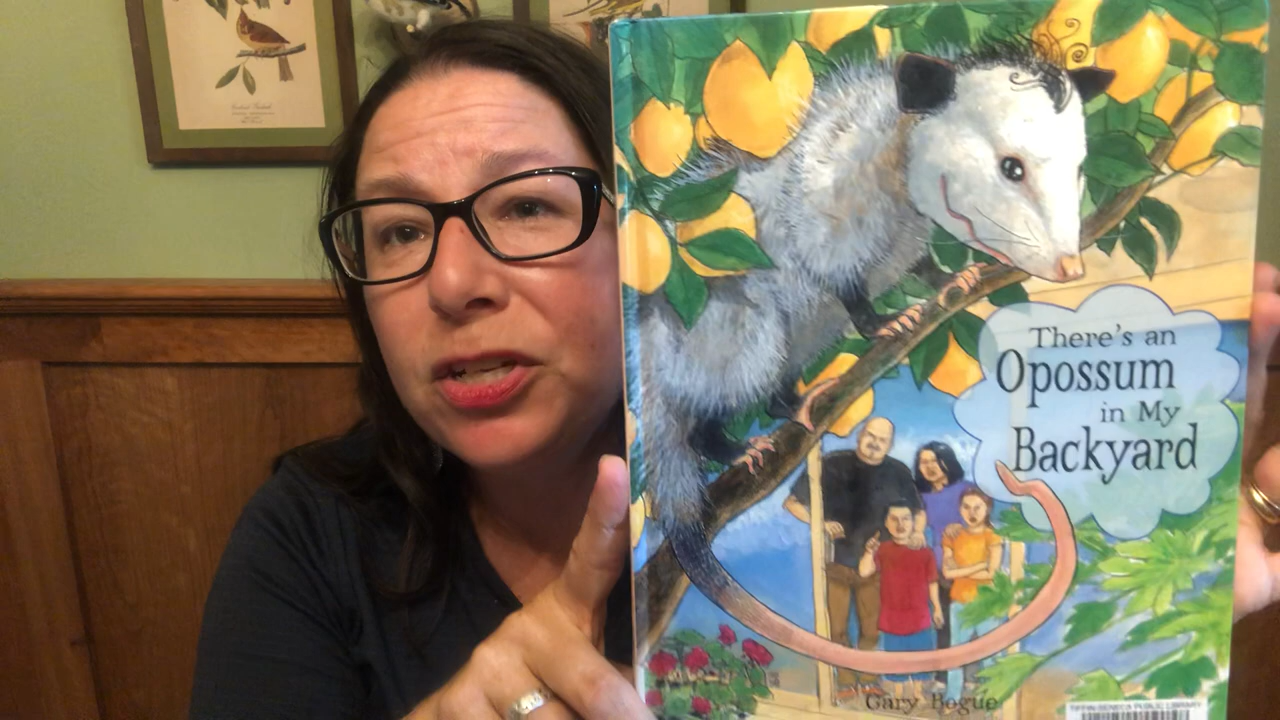 There's an
Opossum
in My
Backyard
Gary Bogue
TIFFIN-SENECA PUBLIC LIBRARY